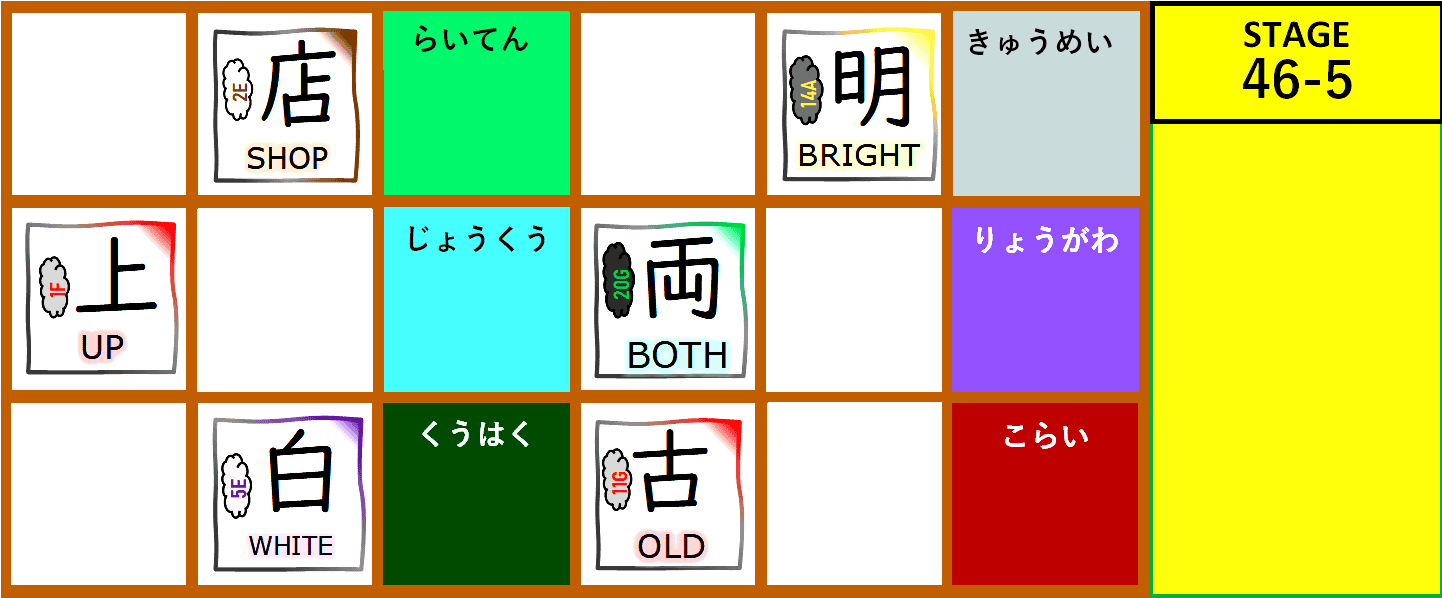 2E
店
SHOP
らいてん
14A
明
BRIGHT
きゅうめい
STAGE
46-5
1F
上
UP
じょうくう
20G
両
BOTH
りょうがわ
5E
白
WHITE
くうはく
11G
古
OLD
こらい